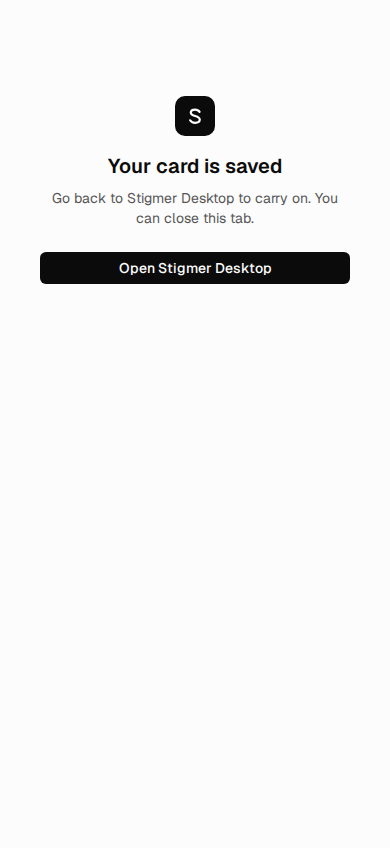 S
Your card is saved
Go back to Stigmer Desktop to carry on. You
can close this tab.
Open Stigmer Desktop